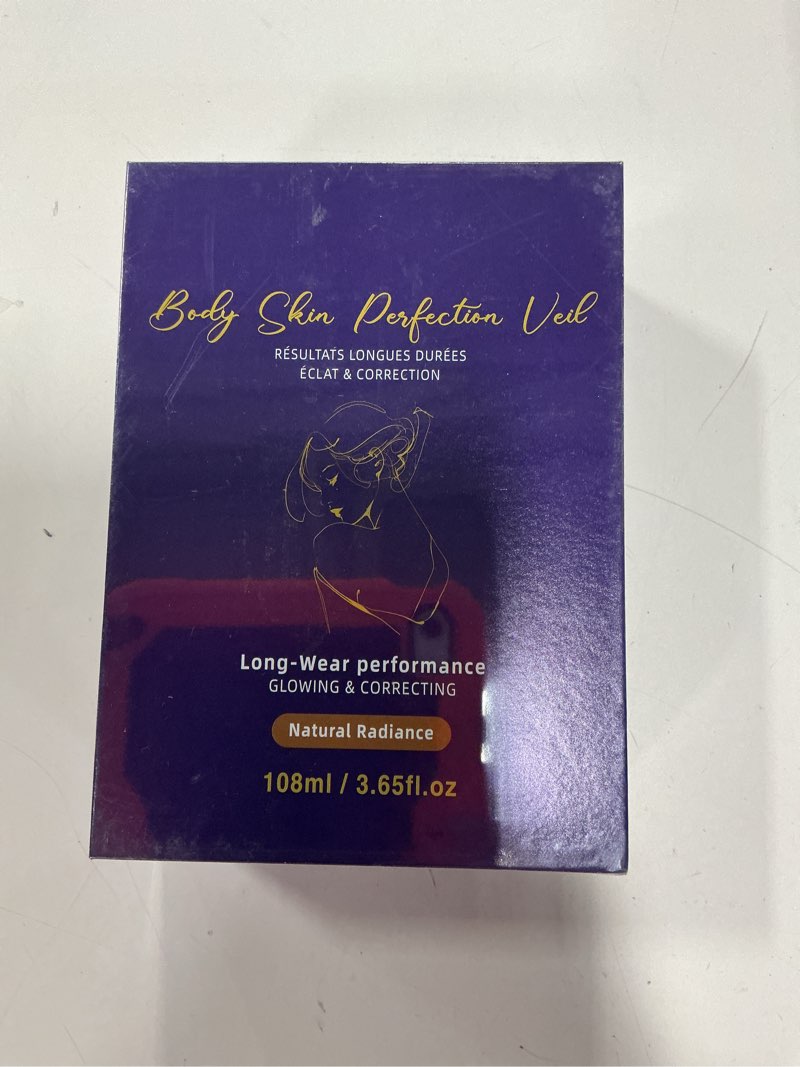 Body Skin Perfection Veil
RÉSULTATS LONGUES DURÉES
ÉCLAT & CORRECTION
Long-Wear performance
GLOWING & CORRECTING
Natural Radiance
108ml / 3.65fl.oz